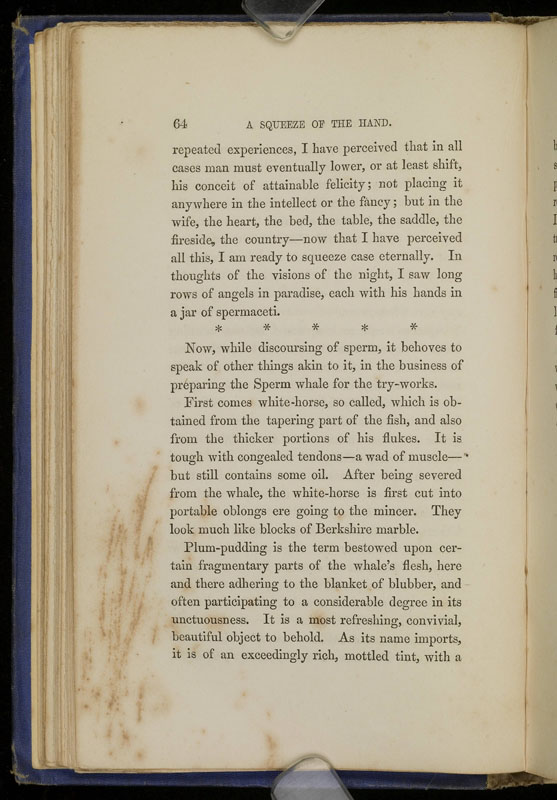 64 A SQUEEZE OF THE HAND.
repeated experiences, I have perceived that in all
cases man must eventually lower, or at least shift,
his conceit of attainable felicity; not placing it
anywhere in the intellect or the fancy; but in the
wife, the heart, the bed, the table, the saddle, the
fireside, the country—now that I have perceived
all this, I am ready to squeeze case eternally. In
thoughts of the visions of the night, I saw long
rows of angels in paradise, each with his hands in
a jar of spermaceti.
* * * * *
Now, while discoursing of sperm, it behoves to
speak of other things akin to it, in the business of
preparing the Sperm whale for the try-works.
First comes white-horse, so called, which is ob-
tained from the tapering part of the fish, and also
from the thicker portions of his flukes. It is
tough with congealed tendons—a wad of muscle—
but still contains some oil. After being severed
from the whale, the white-horse is first cut into
portable oblongs ere going to the mincer. They
look much like blocks of Berkshire marble.
Plum-pudding is the term bestowed upon cer-
tain fragmentary parts of the whale's flesh, here
and there adhering to the blanket of blubber, and
often participating to a considerable degree in its
unctuousness. It is a most refreshing, convivial,
beautiful object to behold. As its name imports,
it is of an exceedingly rich, mottled tint, with a